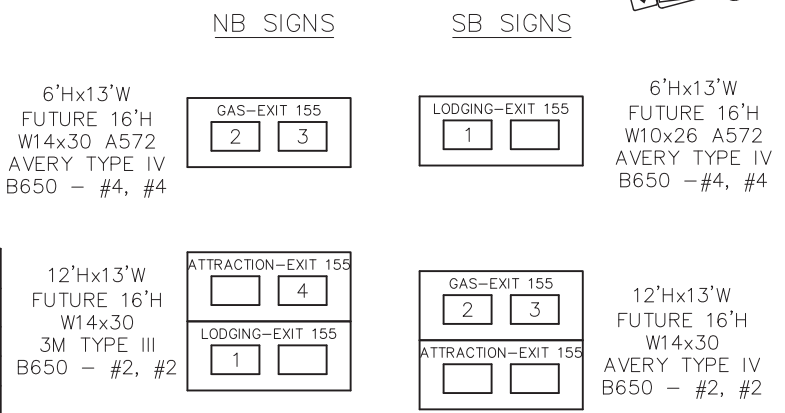 NB SIGNS
SB SIGNS
6'Hx13'W
FUTURE 16'H
W14x30 A572
AVERY TYPE IV
B650 – #4, #4
GAS–EXIT 155
2 3
LODGING–EXIT 155
1
6'Hx13'W
FUTURE 16'H
W10x26 A572
AVERY TYPE IV
B650 –#4, #4
12'Hx13'W
FUTURE 16'H
W14x30
3M TYPE III
B650 – #2, #2
ATTRACTION–EXIT 155
4
LODGING–EXIT 155
1
GAS–EXIT 155
2 3
ATTRACTION–EXIT 155
12'Hx13'W
FUTURE 16'H
W14x30
AVERY TYPE IV
B650 – #2, #2